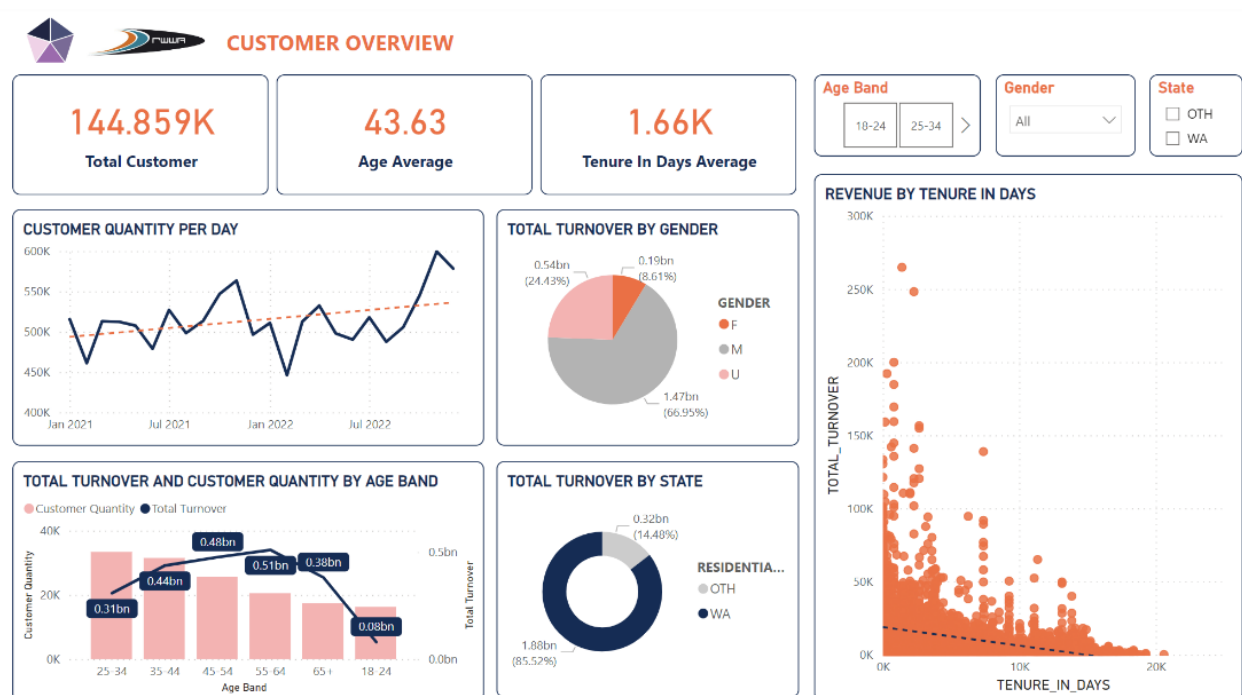 rwwa
CUSTOMER OVERVIEW
144.859K
Total Customer
43.63
Age Average
1.66K
Tenure In Days Average
Age Band
18-24
25-34
Gender
All
State
OTH
WA
CUSTOMER QUANTITY PER DAY
600K
550K
500K
450K
400K
Jan 2021 Jul 2021 Jan 2022 Jul 2022
TOTAL TURNOVER BY GENDER
0.54bn
(24.43%)
0.19bn
(8.61%)
1.47bn
(66.95%)
GENDER
F
M
U
REVENUE BY TENURE IN DAYS
TOTAL_TURNOVER
300K
250K
200K
150K
100K
50K
0K
0K 10K 20K
TENURE_IN_DAYS
TOTAL TURNOVER AND CUSTOMER QUANTITY BY AGE BAND
Customer Quantity Total Turnover
Customer Quantity
40K
20K
0K
0.31bn
0.44bn
0.48bn
0.51bn
0.38bn
0.08bn
0.5bn
0.0bn
Total Turnover
25-34 35-44 45-54 55-64 65+ 18-24
Age Band
TOTAL TURNOVER BY STATE
0.32bn
(14.48%)
1.88bn
(85.52%)
RESIDENTIA...
OTH
WA